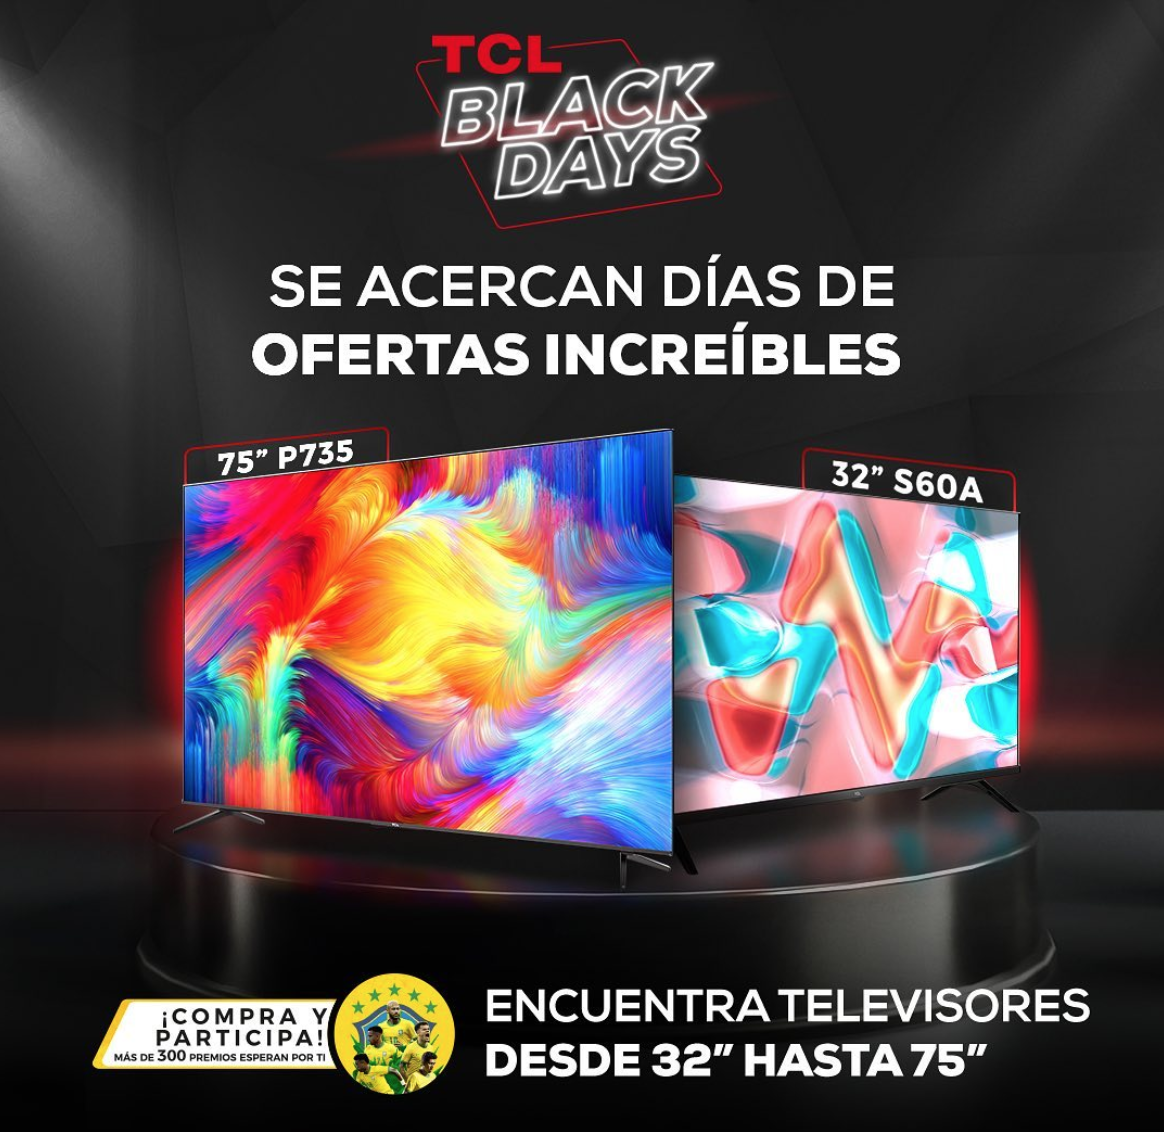 TCL
BLACK
DAYS
SE ACERCAN DÍAS DE
OFERTAS INCREÍBLES
75” P735
32” S60A
TCL
¡COMPRA Y
PARTICIPA!
MÁS DE 300 PREMIOS ESPERAN POR TI
ENCUENTRA TELEVISORES
DESDE 32” HASTA 75”